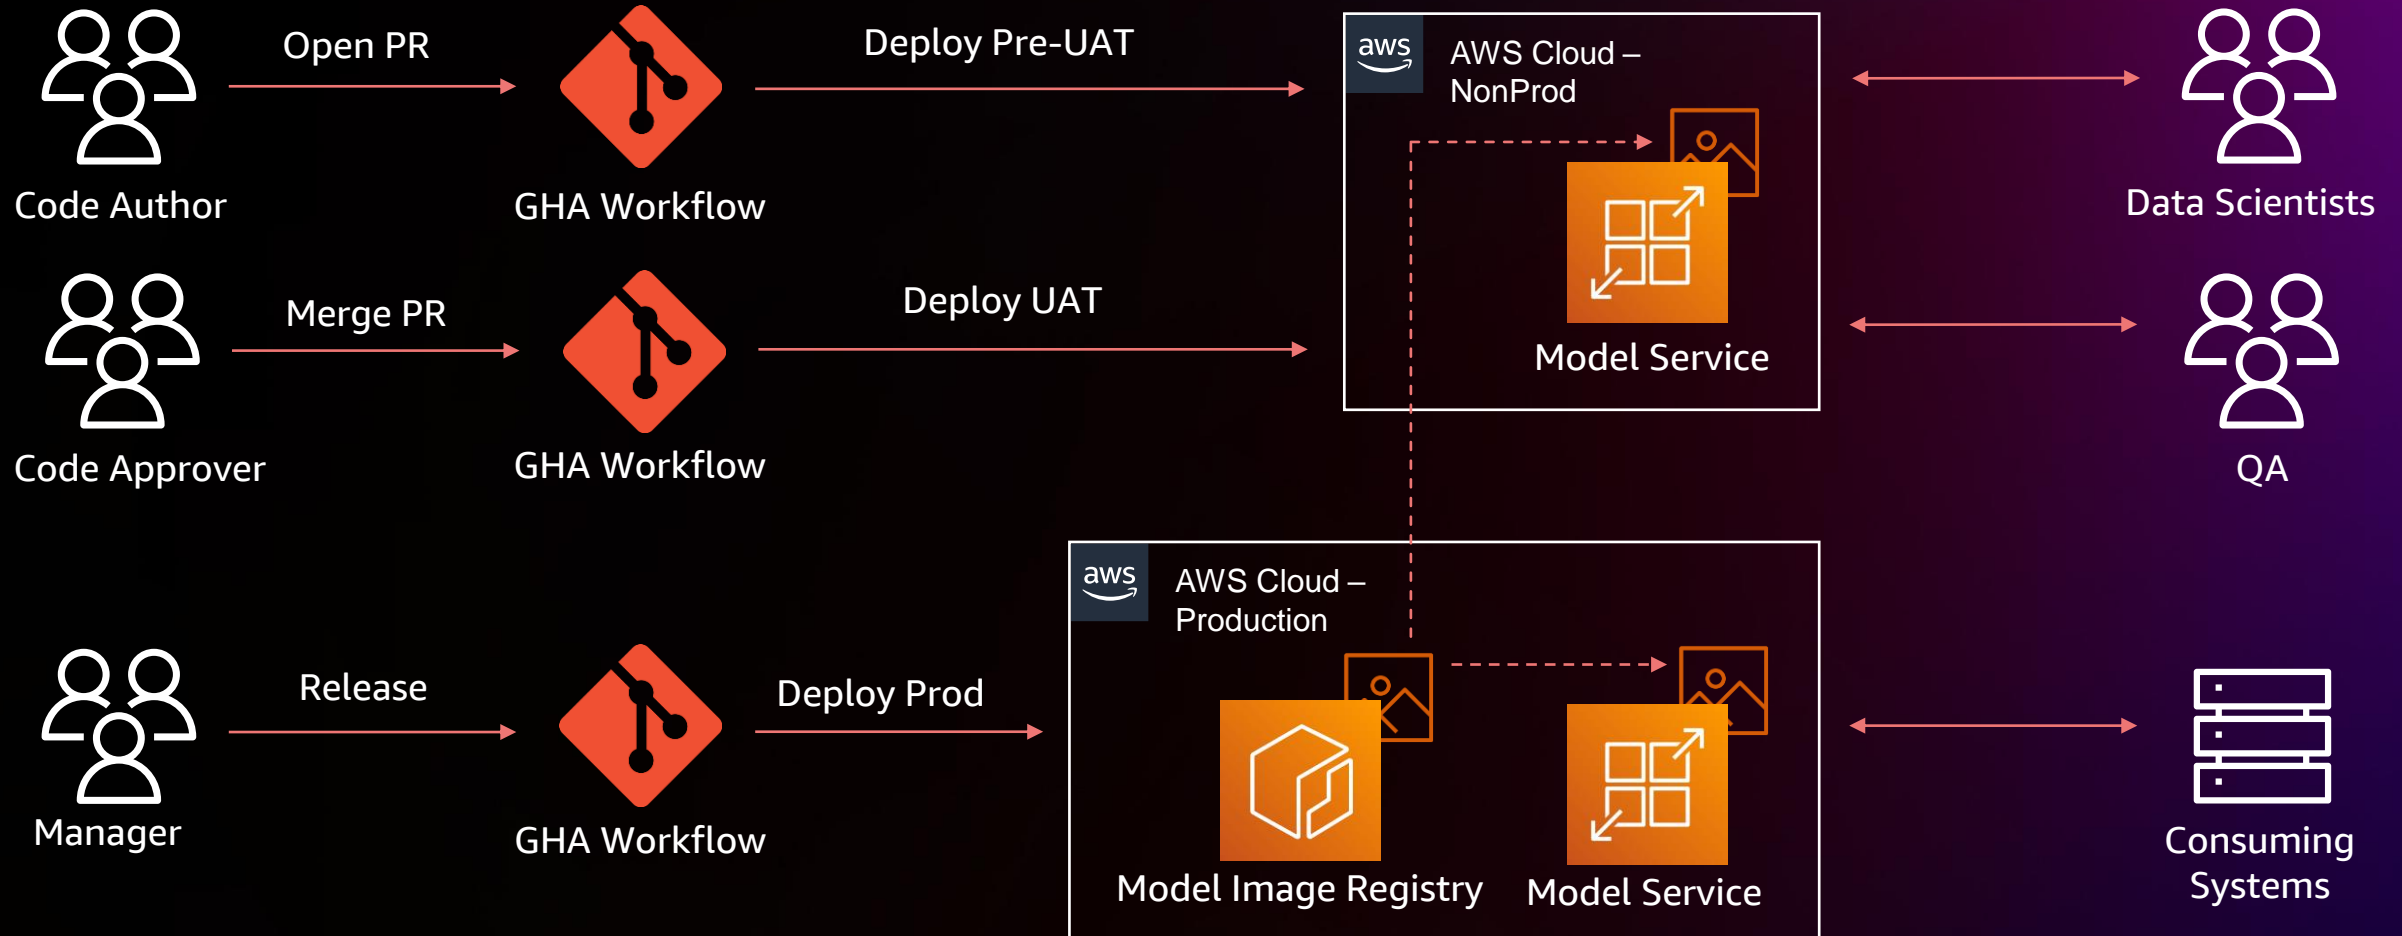 Open PR
Deploy Pre-UAT
aws
AWS Cloud –
NonProd
Code Author
GHA Workflow
Data Scientists
Merge PR
Deploy UAT
Model Service
Code Approver
GHA Workflow
QA
aws
AWS Cloud –
Production
Release
Deploy Prod
Manager
GHA Workflow
Model Image Registry
Model Service
Consuming
Systems